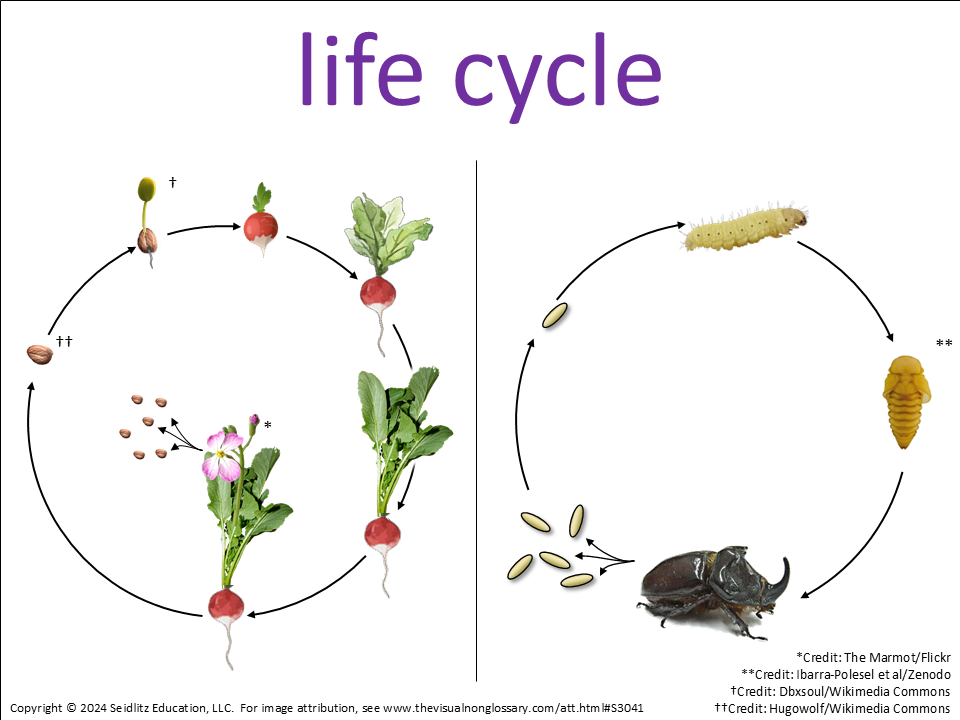 life cycle
†
††
*
**
*Credit: The Marmot/Flickr
**Credit: Ibarra-Polesel et al/Zenodo
†Credit: Dbxsoul/Wikimedia Commons
††Credit: Hugowolf/Wikimedia Commons
Copyright © 2024 Seidlitz Education, LLC.  For image attribution, see www.thevisualnonglossary.com/att.html#S3041